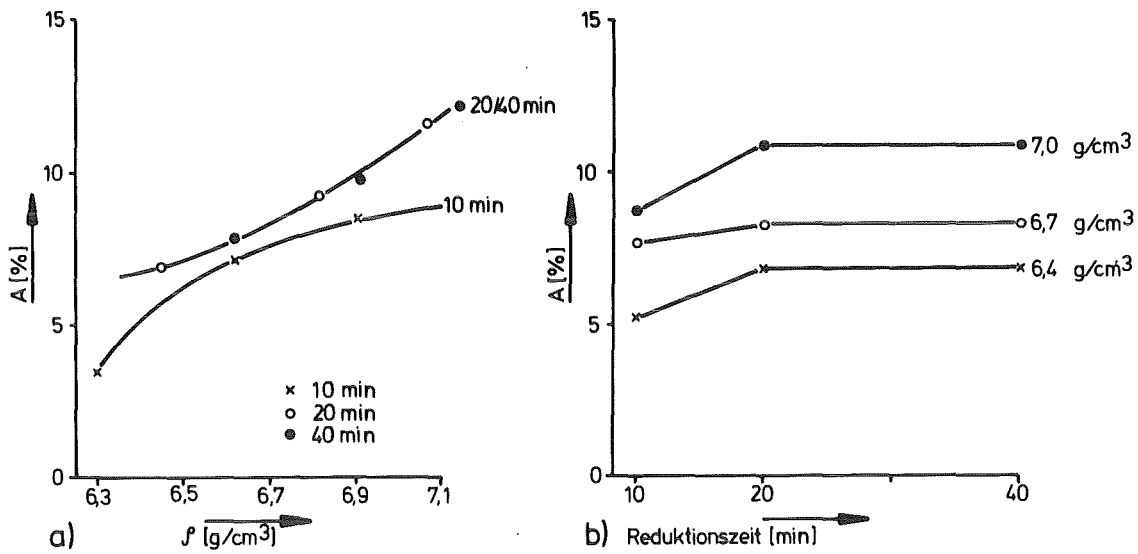 15
10
5
0
A [%]
20/40 min
10 min
× 10 min
○ 20 min
● 40 min
6,3 6,5 6,7 6,9 7,1
a) ρ [g/cm³]
15
10
5
0
A [%]
7,0 g/cm³
6,7 g/cm³
6,4 g/cm³
10 20 40
b) Reduktionszeit [min]